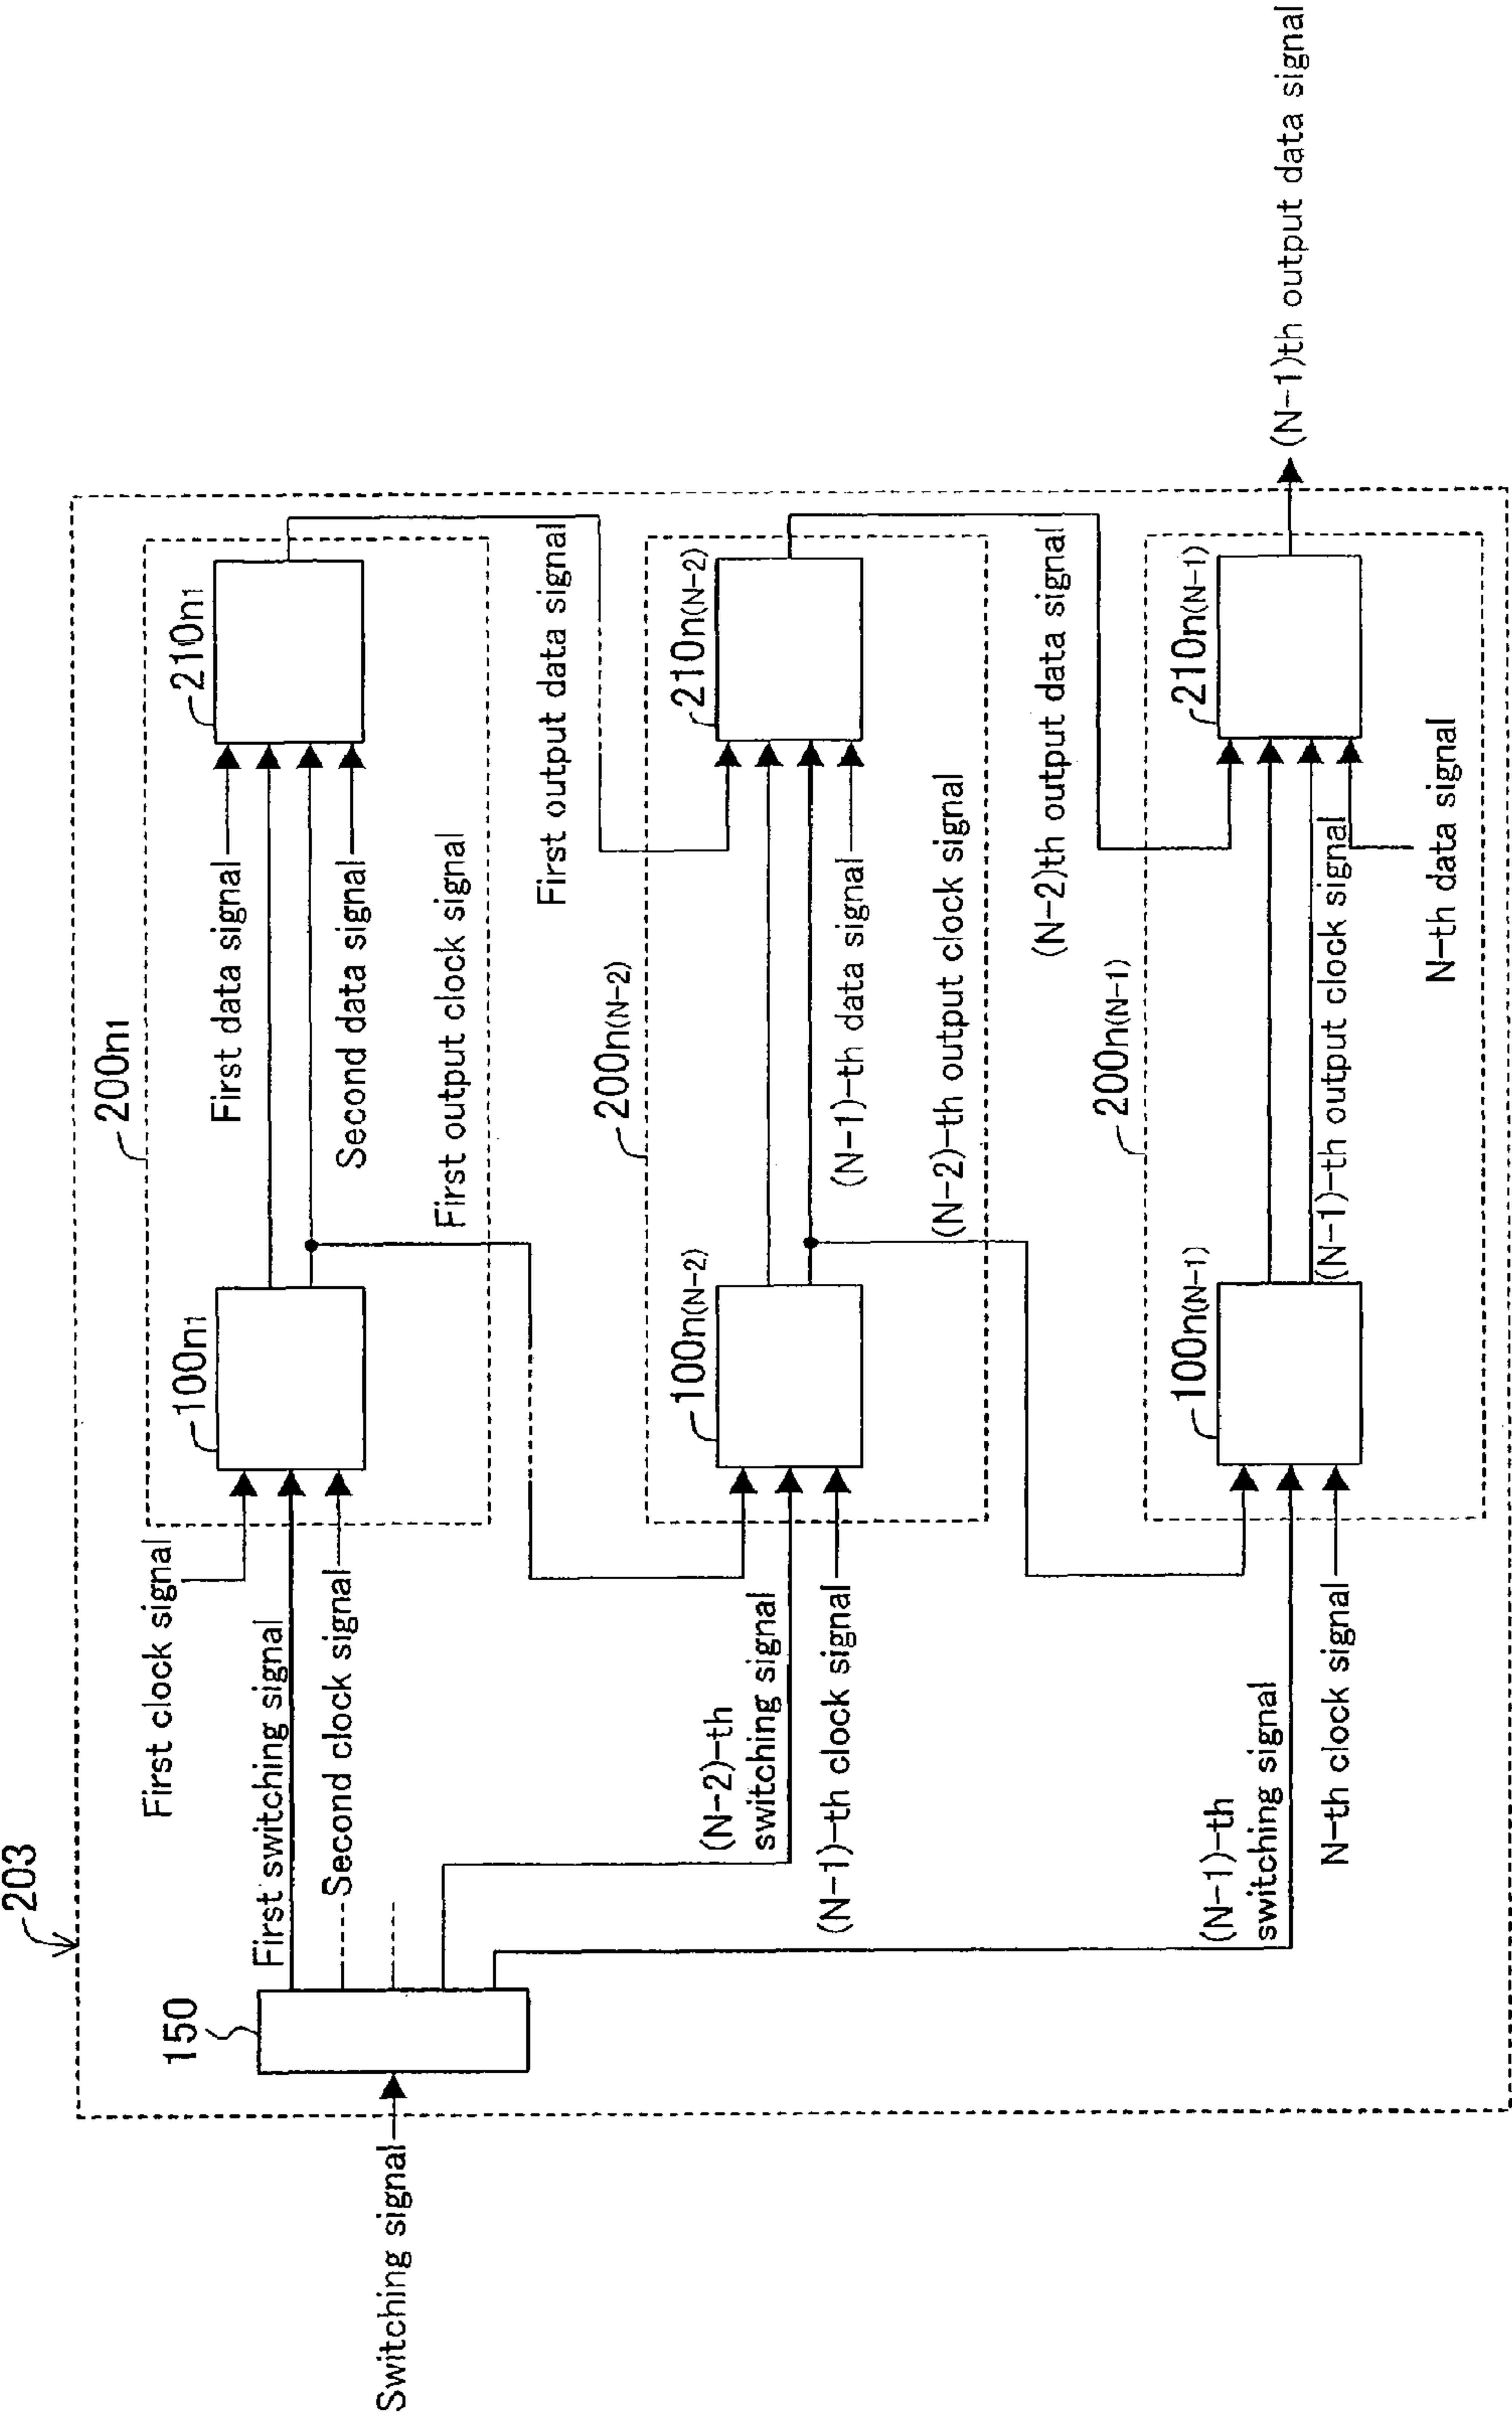 203
150
Switching signal
First clock signal
First switching signal
Second clock signal
200n1
100n1
210n1
First data signal
Second data signal
First output clock signal
First output data signal
(N-2)-th
switching signal
(N-1)-th clock signal
200n(N-2)
100n(N-2)
210n(N-2)
(N-1)-th data signal
(N-2)-th output clock signal
(N-2)th output data signal
(N-1)-th
switching signal
N-th clock signal
200n(N-1)
100n(N-1)
210n(N-1)
(N-1)-th output clock signal
N-th data signal
(N-1)th output data signal